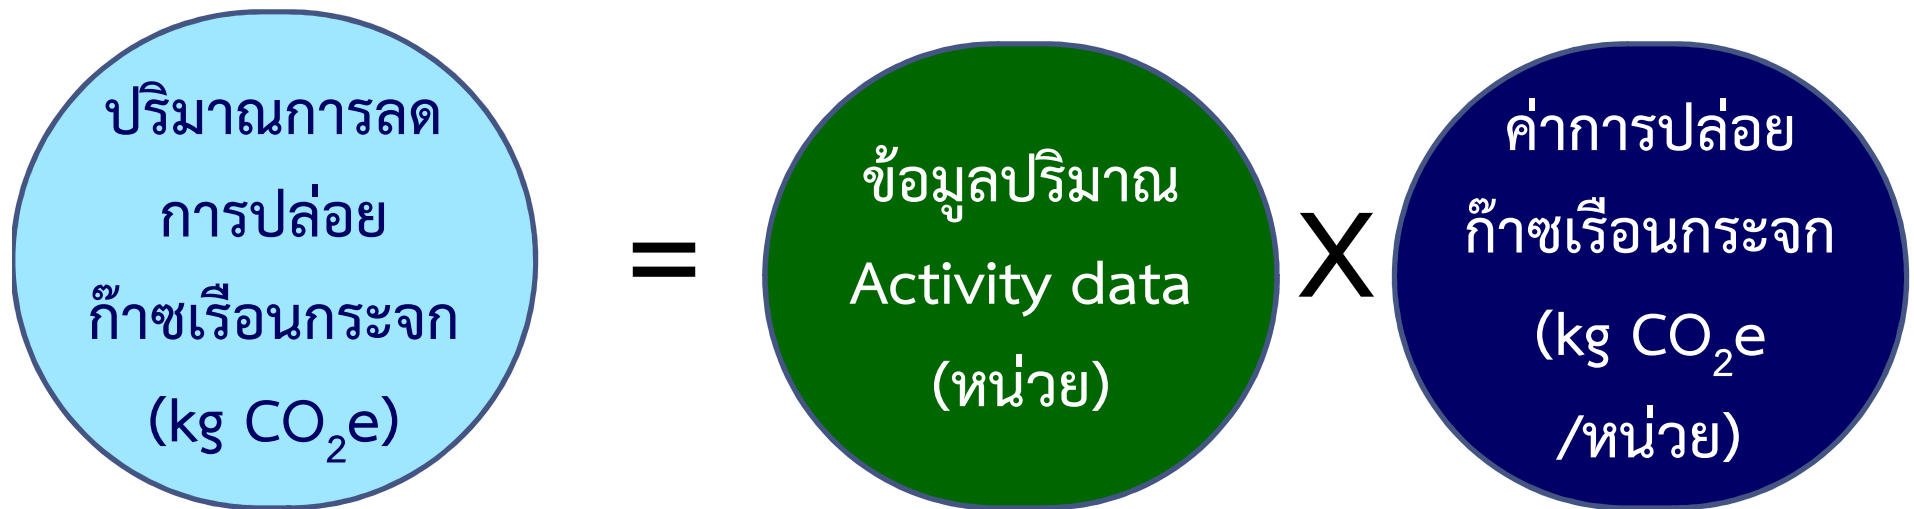 ปริมาณการลด
การปล่อย
ก๊าซเรือนกระจก
(kg CO₂e)
=
ข้อมูลปริมาณ
Activity data
(หน่วย)
X
ค่าการปล่อย
ก๊าซเรือนกระจก
(kg CO₂e
/หน่วย)